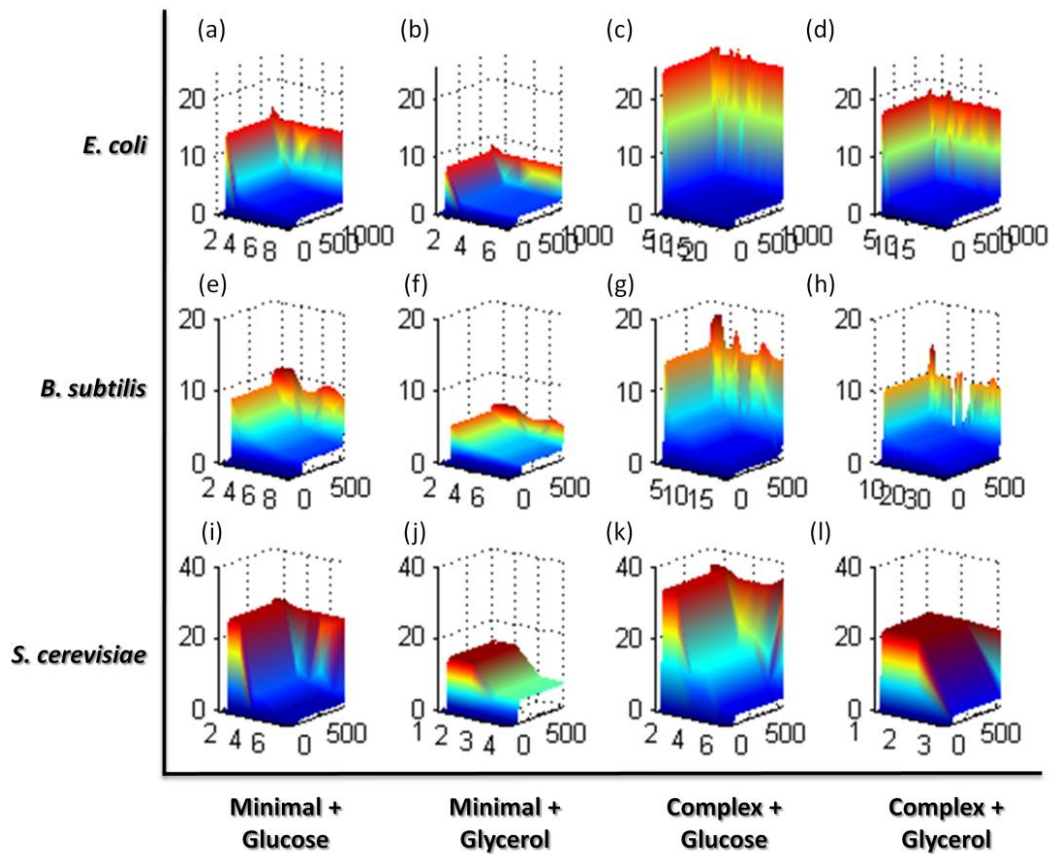 (a) (b) (c) (d)
20 20 20 20
10 10 10 10
E. coli
0 0 0 0
2 4 6 8 0 500 1000 2 4 6 0 500 1000 5 10 15 20 0 500 1000 5 10 15 0 500 1000
(e) (f) (g) (h)
20 20 20 20
10 10 10 10
B. subtilis
0 0 0 0
2 4 6 8 0 500 2 4 6 0 500 5 10 15 0 500 10 20 30 0 500
(i) (j) (k) (l)
40 40 40 40
20 20 20 20
S. cerevisiae
0 0 0 0
2 4 6 0 500 1 2 3 4 0 500 2 4 6 0 500 1 2 3 0 500
Minimal + Minimal + Complex + Complex +
Glucose Glycerol Glucose Glycerol